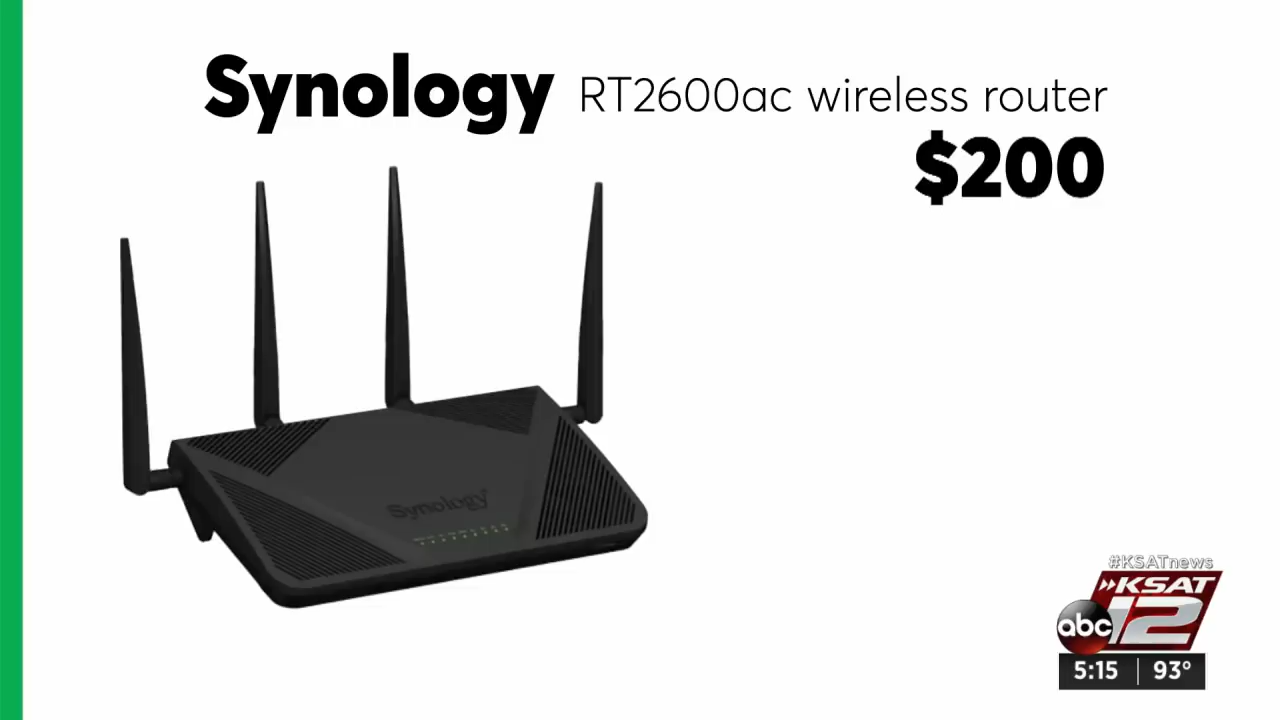 Synology RT2600ac wireless router
$200
Synology
#KSATnews
KSAT
12
abc
5:15 93°